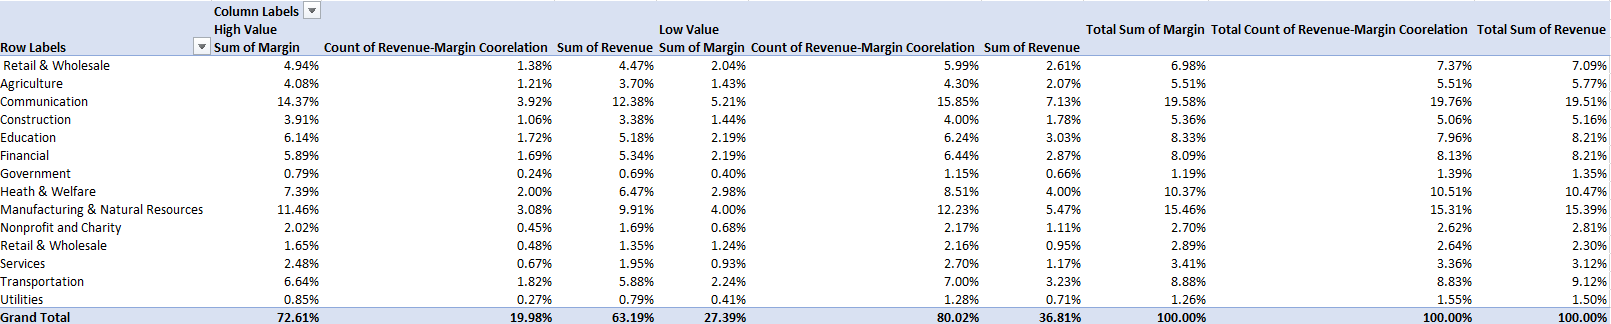 Column Labels
High Value Low Value Total Sum of Margin Total Count of Revenue-Margin Coorelation Total Sum of Revenue
Row Labels Sum of Margin Count of Revenue-Margin Coorelation Sum of Revenue Sum of Margin Count of Revenue-Margin Coorelation Sum of Revenue
Retail & Wholesale 4.94% 1.38% 4.47% 2.04% 5.99% 2.61% 6.98% 7.37% 7.09%
Agriculture 4.08% 1.21% 3.70% 1.43% 4.30% 2.07% 5.51% 5.51% 5.77%
Communication 14.37% 3.92% 12.38% 5.21% 15.85% 7.13% 19.58% 19.76% 19.51%
Construction 3.91% 1.06% 3.38% 1.44% 4.00% 1.78% 5.36% 5.06% 5.16%
Education 6.14% 1.72% 5.18% 2.19% 6.24% 3.03% 8.33% 7.96% 8.21%
Financial 5.89% 1.69% 5.34% 2.19% 6.44% 2.87% 8.09% 8.13% 8.21%
Government 0.79% 0.24% 0.69% 0.40% 1.15% 0.66% 1.19% 1.39% 1.35%
Heath & Welfare 7.39% 2.00% 6.47% 2.98% 8.51% 4.00% 10.37% 10.51% 10.47%
Manufacturing & Natural Resources 11.46% 3.08% 9.91% 4.00% 12.23% 5.47% 15.46% 15.31% 15.39%
Nonprofit and Charity 2.02% 0.45% 1.69% 0.68% 2.17% 1.11% 2.70% 2.62% 2.81%
Retail & Wholesale 1.65% 0.48% 1.35% 1.24% 2.16% 0.95% 2.89% 2.64% 2.30%
Services 2.48% 0.67% 1.95% 0.93% 2.70% 1.17% 3.41% 3.36% 3.12%
Transportation 6.64% 1.82% 5.88% 2.24% 7.00% 3.23% 8.88% 8.83% 9.12%
Utilities 0.85% 0.27% 0.79% 0.41% 1.28% 0.71% 1.26% 1.55% 1.50%
Grand Total 72.61% 19.98% 63.19% 27.39% 80.02% 36.81% 100.00% 100.00% 100.00%